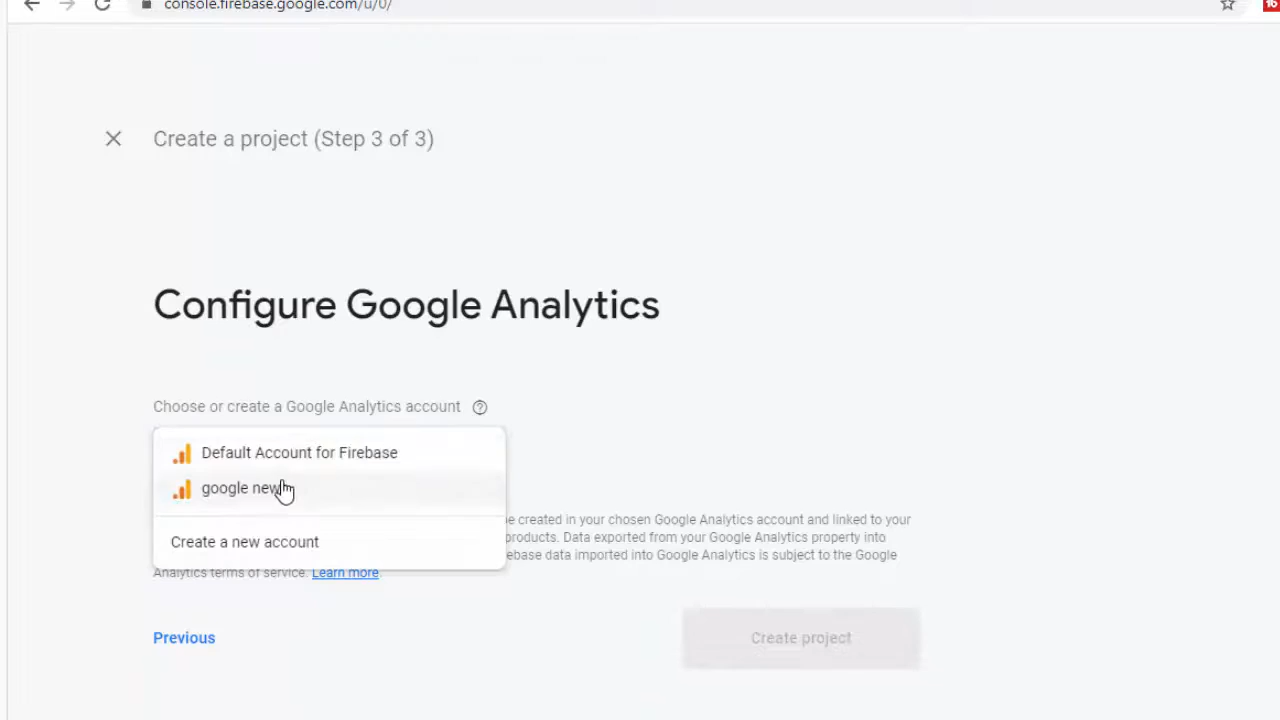 console.firebase.google.com/u/0/
16
Create a project (Step 3 of 3)
Configure Google Analytics
Choose or create a Google Analytics account
Default Account for Firebase
google new
Create a new account
be created in your chosen Google Analytics account and linked to your
products. Data exported from your Google Analytics property into
ebase data imported into Google Analytics is subject to the Google
Analytics terms of service. Learn more.
Previous
Create project